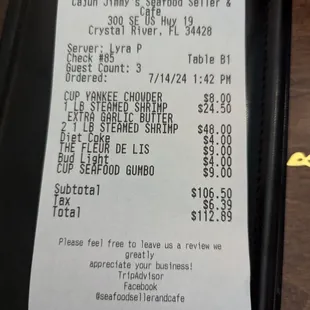 Cajun Jimmy's Seafood Seller &
Cafe
300 SE US Hwy 19
Crystal River, FL 34428
Server: Lyra P
Check #85 Table B1
Guest Count: 3
Ordered: 7/14/24 1:42 PM
CUP YANKEE CHOWDER $8.00
1 LB STEAMED SHRIMP $24.50
EXTRA GARLIC BUTTER
2 1 LB STEAMED SHRIMP $48.00
Diet Coke $4.00
THE FLEUR DE LIS $9.00
Bud Light $4.00
CUP SEAFOOD GUMBO $9.00
Subtotal $106.50
Tax $6.39
Total $112.89
Please feel free to leave us a review we
greatly
appreciate your business!
TripAdvisor
Facebook
@seafoodsellerandcafe